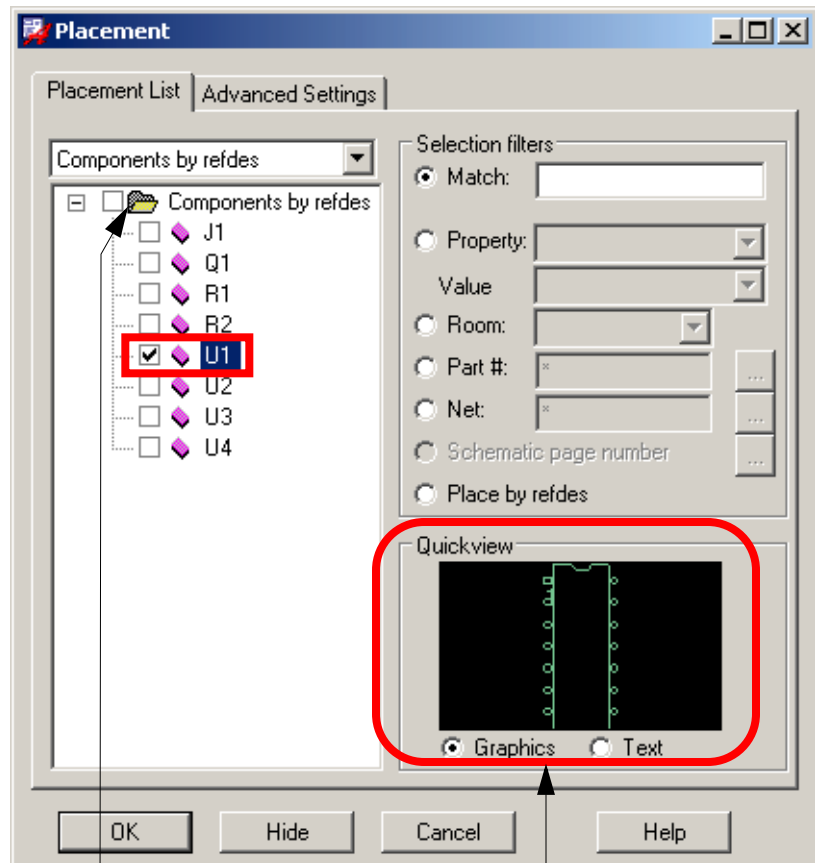 Placement
Placement List
Advanced Settings
Components by refdes
Components by refdes
J1
Q1
R1
R2
U1
U2
U3
U4
Selection filters
Match:
Property:
Value
Room:
Part #: * ...
Net: * ...
Schematic page number ...
Place by refdes
Quickview
1
Graphics Text
OK Hide Cancel Help